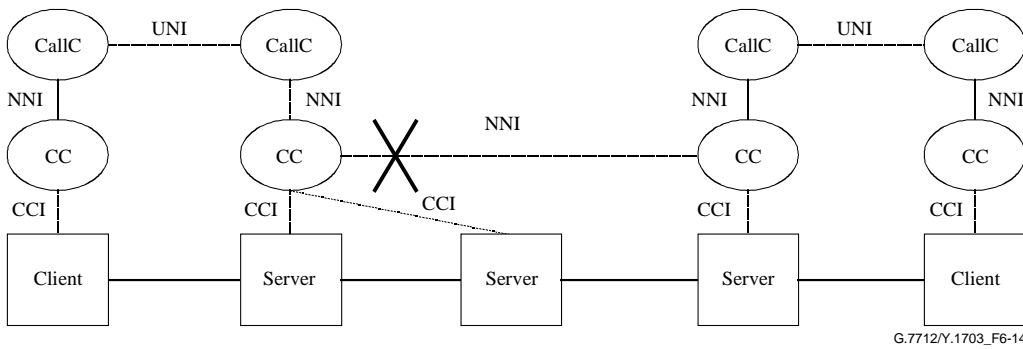 UNI
UNI
CallC
CallC
CallC
CallC
NNI
NNI
NNI
NNI
NNI
CC
CC
CC
CC
CCI
CCI
CCI
CCI
CCI
Client
Server
Server
Server
Client
G.7712/Y.1703_F6-14